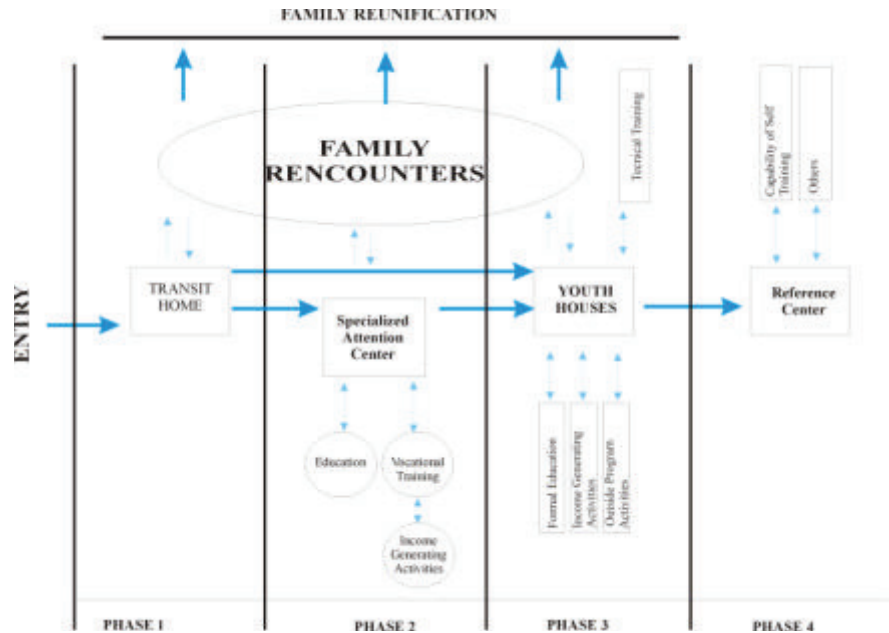 FAMILY REUNIFICATION
FAMILY
RENCOUNTERS
Tecnical Training
Capability of Self
Training
Others
ENTRY
TRANSIT
HOME
Specialized
Attention
Center
YOUTH
HOUSES
Reference
Center
Education
Vocational
Training
Income
Generating
Activities
Formal Education
Income Generating
Activities
Outside Program
Activities
PHASE 1
PHASE 2
PHASE 3
PHASE 4